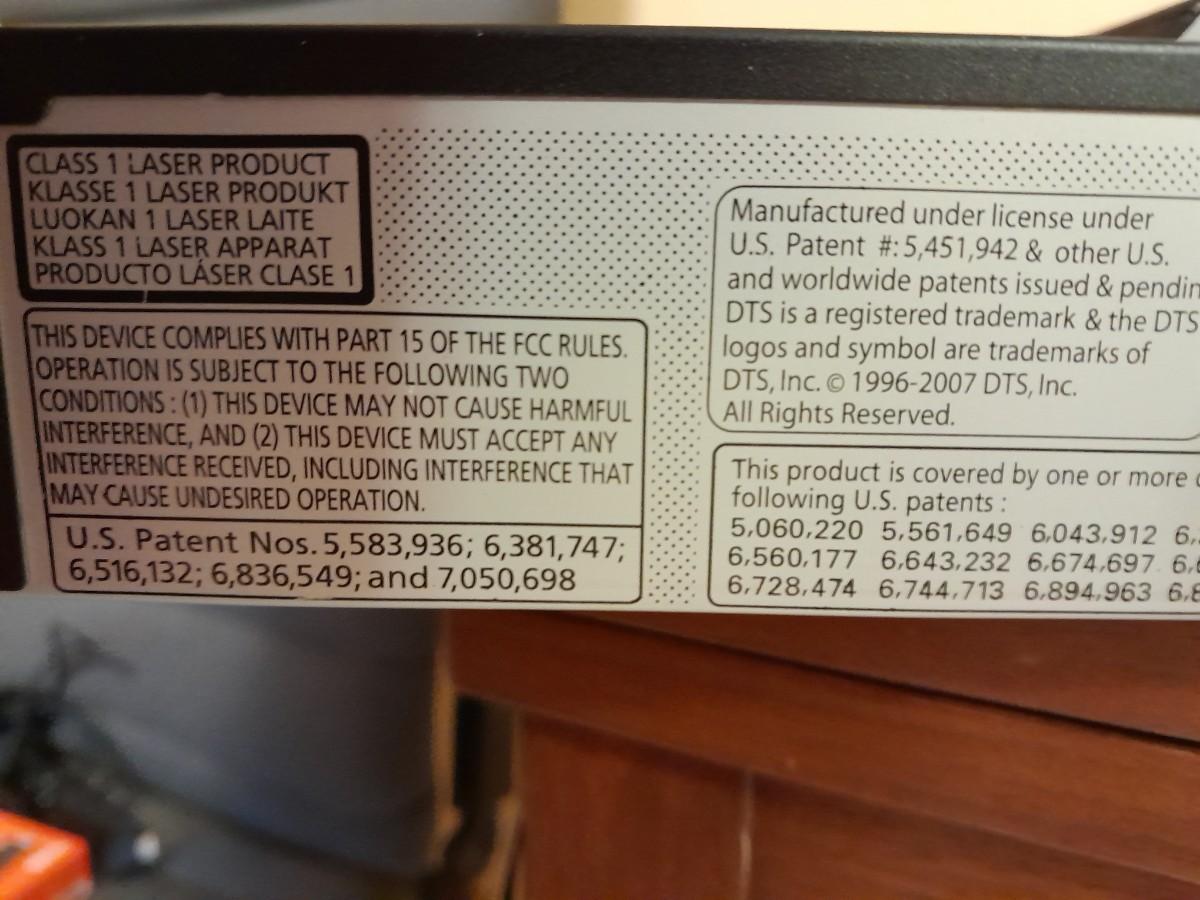 CLASS 1 LASER PRODUCT
KLASSE 1 LASER PRODUKT
LUOKAN 1 LASER LAITE
KLASS 1 LASER APPARAT
PRODUCTO LÁSER CLASE 1
THIS DEVICE COMPLIES WITH PART 15 OF THE FCC RULES.
OPERATION IS SUBJECT TO THE FOLLOWING TWO
CONDITIONS : (1) THIS DEVICE MAY NOT CAUSE HARMFUL
INTERFERENCE, AND (2) THIS DEVICE MUST ACCEPT ANY
INTERFERENCE RECEIVED, INCLUDING INTERFERENCE THAT
MAY CAUSE UNDESIRED OPERATION.
U.S. Patent Nos. 5,583,936; 6,381,747;
6,516,132; 6,836,549; and 7,050,698
Manufactured under license under
U.S. Patent #: 5,451,942 & other U.S.
and worldwide patents issued & pendin
DTS is a registered trademark & the DTS
logos and symbol are trademarks of
DTS, Inc. © 1996-2007 DTS, Inc.
All Rights Reserved.
This product is covered by one or more
following U.S. patents :
5,060,220 5,561,649 6,043,912
6,560,177 6,643,232 6,674,697
6,728,474 6,744,713 6,894,963